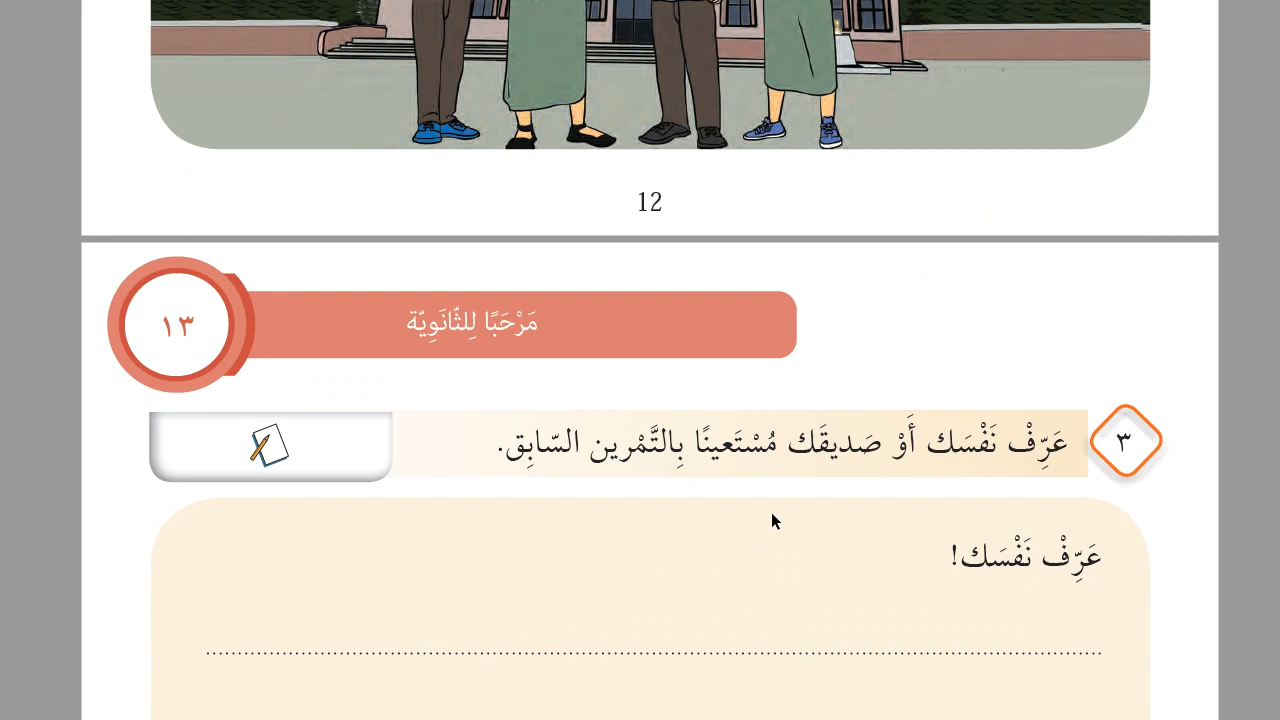 12
مَرْحَبًا لِلثّانَوِيّة
١٣
٣
عَرِّفْ نَفْسَك أَوْ صَديقَك مُسْتَعينًا بِالتَّمْرين السّابِق.
عَرِّفْ نَفْسَك!